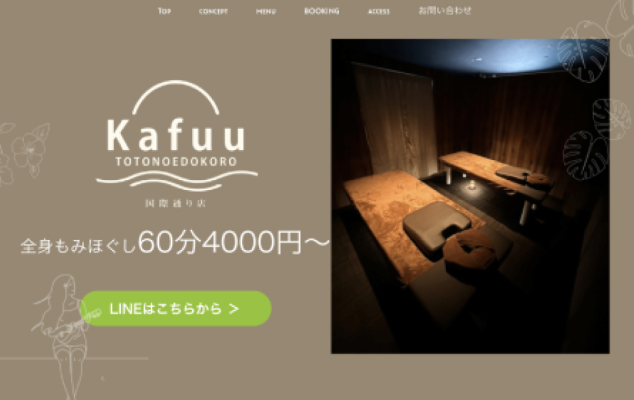 TOP CONCEPT MENU BOOKING ACCESS お問い合わせ
Kafuu
TOTONOEDOKORO
国際通り店
全身もみほぐし60分4000円〜
LINEはこちらから >